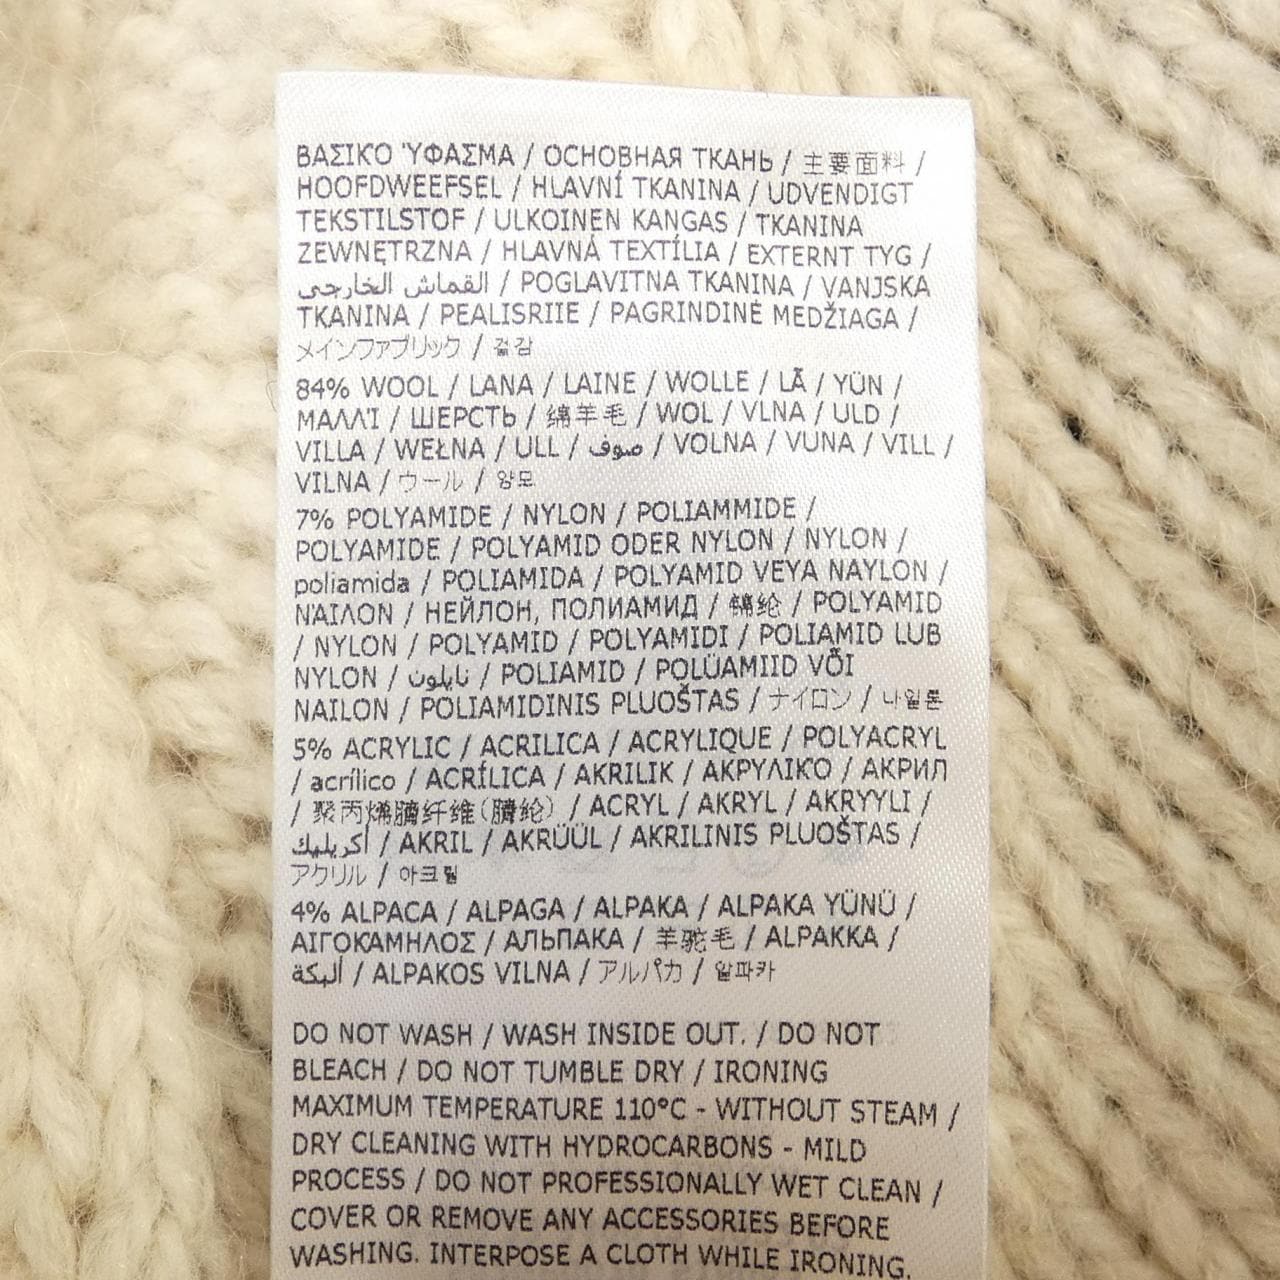 ΒΑΣΙΚΌ ΎΦΑΣΜΑ / ОСНОВНАЯ ТКАНЬ / 主要面料 /
HOOFDWEEFSEL / HLAVNÍ TKANINA / UDVENDIGT
TEKSTILSTOF / ULKOINEN KANGAS / TKANINA
ZEWNĘTRZNA / HLAVNÁ TEXTÍLIA / EXTERNT TYG /
القماش الخارجي / POGLAVITNA TKANINA / VANJSKA
TKANINA / PEALISRIIE / PAGRINDINĖ MEDŽIAGA /
メインファブリック / 겉감
84% WOOL / LANA / LAINE / WOLLE / LÃ / YÜN /
ΜΑΛΛΊ / ШЕРСТЬ / 绵羊毛 / WOL / VLNA / ULD /
VILLA / WEŁNA / ULL / صوف / VOLNA / VUNA / VILL /
VILNA / ウール / 양모
7% POLYAMIDE / NYLON / POLIAMMIDE /
POLYAMIDE / POLYAMID ODER NYLON / NYLON /
poliamida / POLIAMIDA / POLYAMID VEYA NAYLON /
ΝΆΙΛΟΝ / НЕЙЛОН, ПОЛИАМИД / 锦纶 / POLYAMID
/ NYLON / POLYAMID / POLYAMIDI / POLIAMID LUB
NYLON / نايلون / POLIAMID / POLÜAMIID VÕI
NAILON / POLIAMIDINIS PLUOŠTAS / ナイロン / 나일론
5% ACRYLIC / ACRILICA / ACRYLIQUE / POLYACRYL
/ acrílico / ACRÍLICA / AKRILIK / ΑΚΡΥΛΙΚΌ / АКРИЛ
/ 聚丙烯腈纤维(腈纶) / ACRYL / AKRYL / AKRYYLI /
أكريليك / AKRIL / AKRÜÜL / AKRILINIS PLUOŠTAS /
アクリル / 아크릴
4% ALPACA / ALPAGA / ALPAKA / ALPAKA YÜNÜ /
ΑΙΓΟΚΆΜΗΛΟΣ / АЛЬПАКА / 羊驼毛 / ALPAKKA /
ألبكة / ALPAKOS VILNA / アルパカ / 알파카
DO NOT WASH / WASH INSIDE OUT. / DO NOT
BLEACH / DO NOT TUMBLE DRY / IRONING
MAXIMUM TEMPERATURE 110°C - WITHOUT STEAM /
DRY CLEANING WITH HYDROCARBONS - MILD
PROCESS / DO NOT PROFESSIONALLY WET CLEAN /
COVER OR REMOVE ANY ACCESSORIES BEFORE
WASHING. INTERPOSE A CLOTH WHILE IRONING.